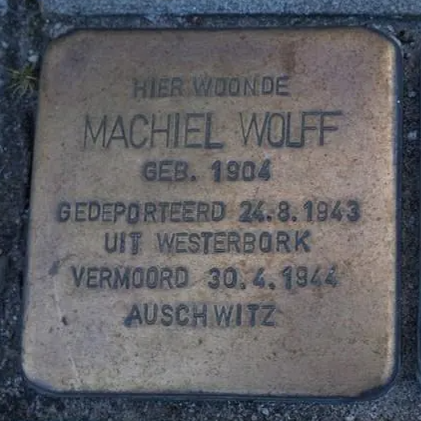 HIER WOONDE
MACHIEL WOLFF
GEB. 1904
GEDEPORTEERD 24.8.1943
UIT WESTERBORK
VERMOORD 30.4.1944
AUSCHWITZ